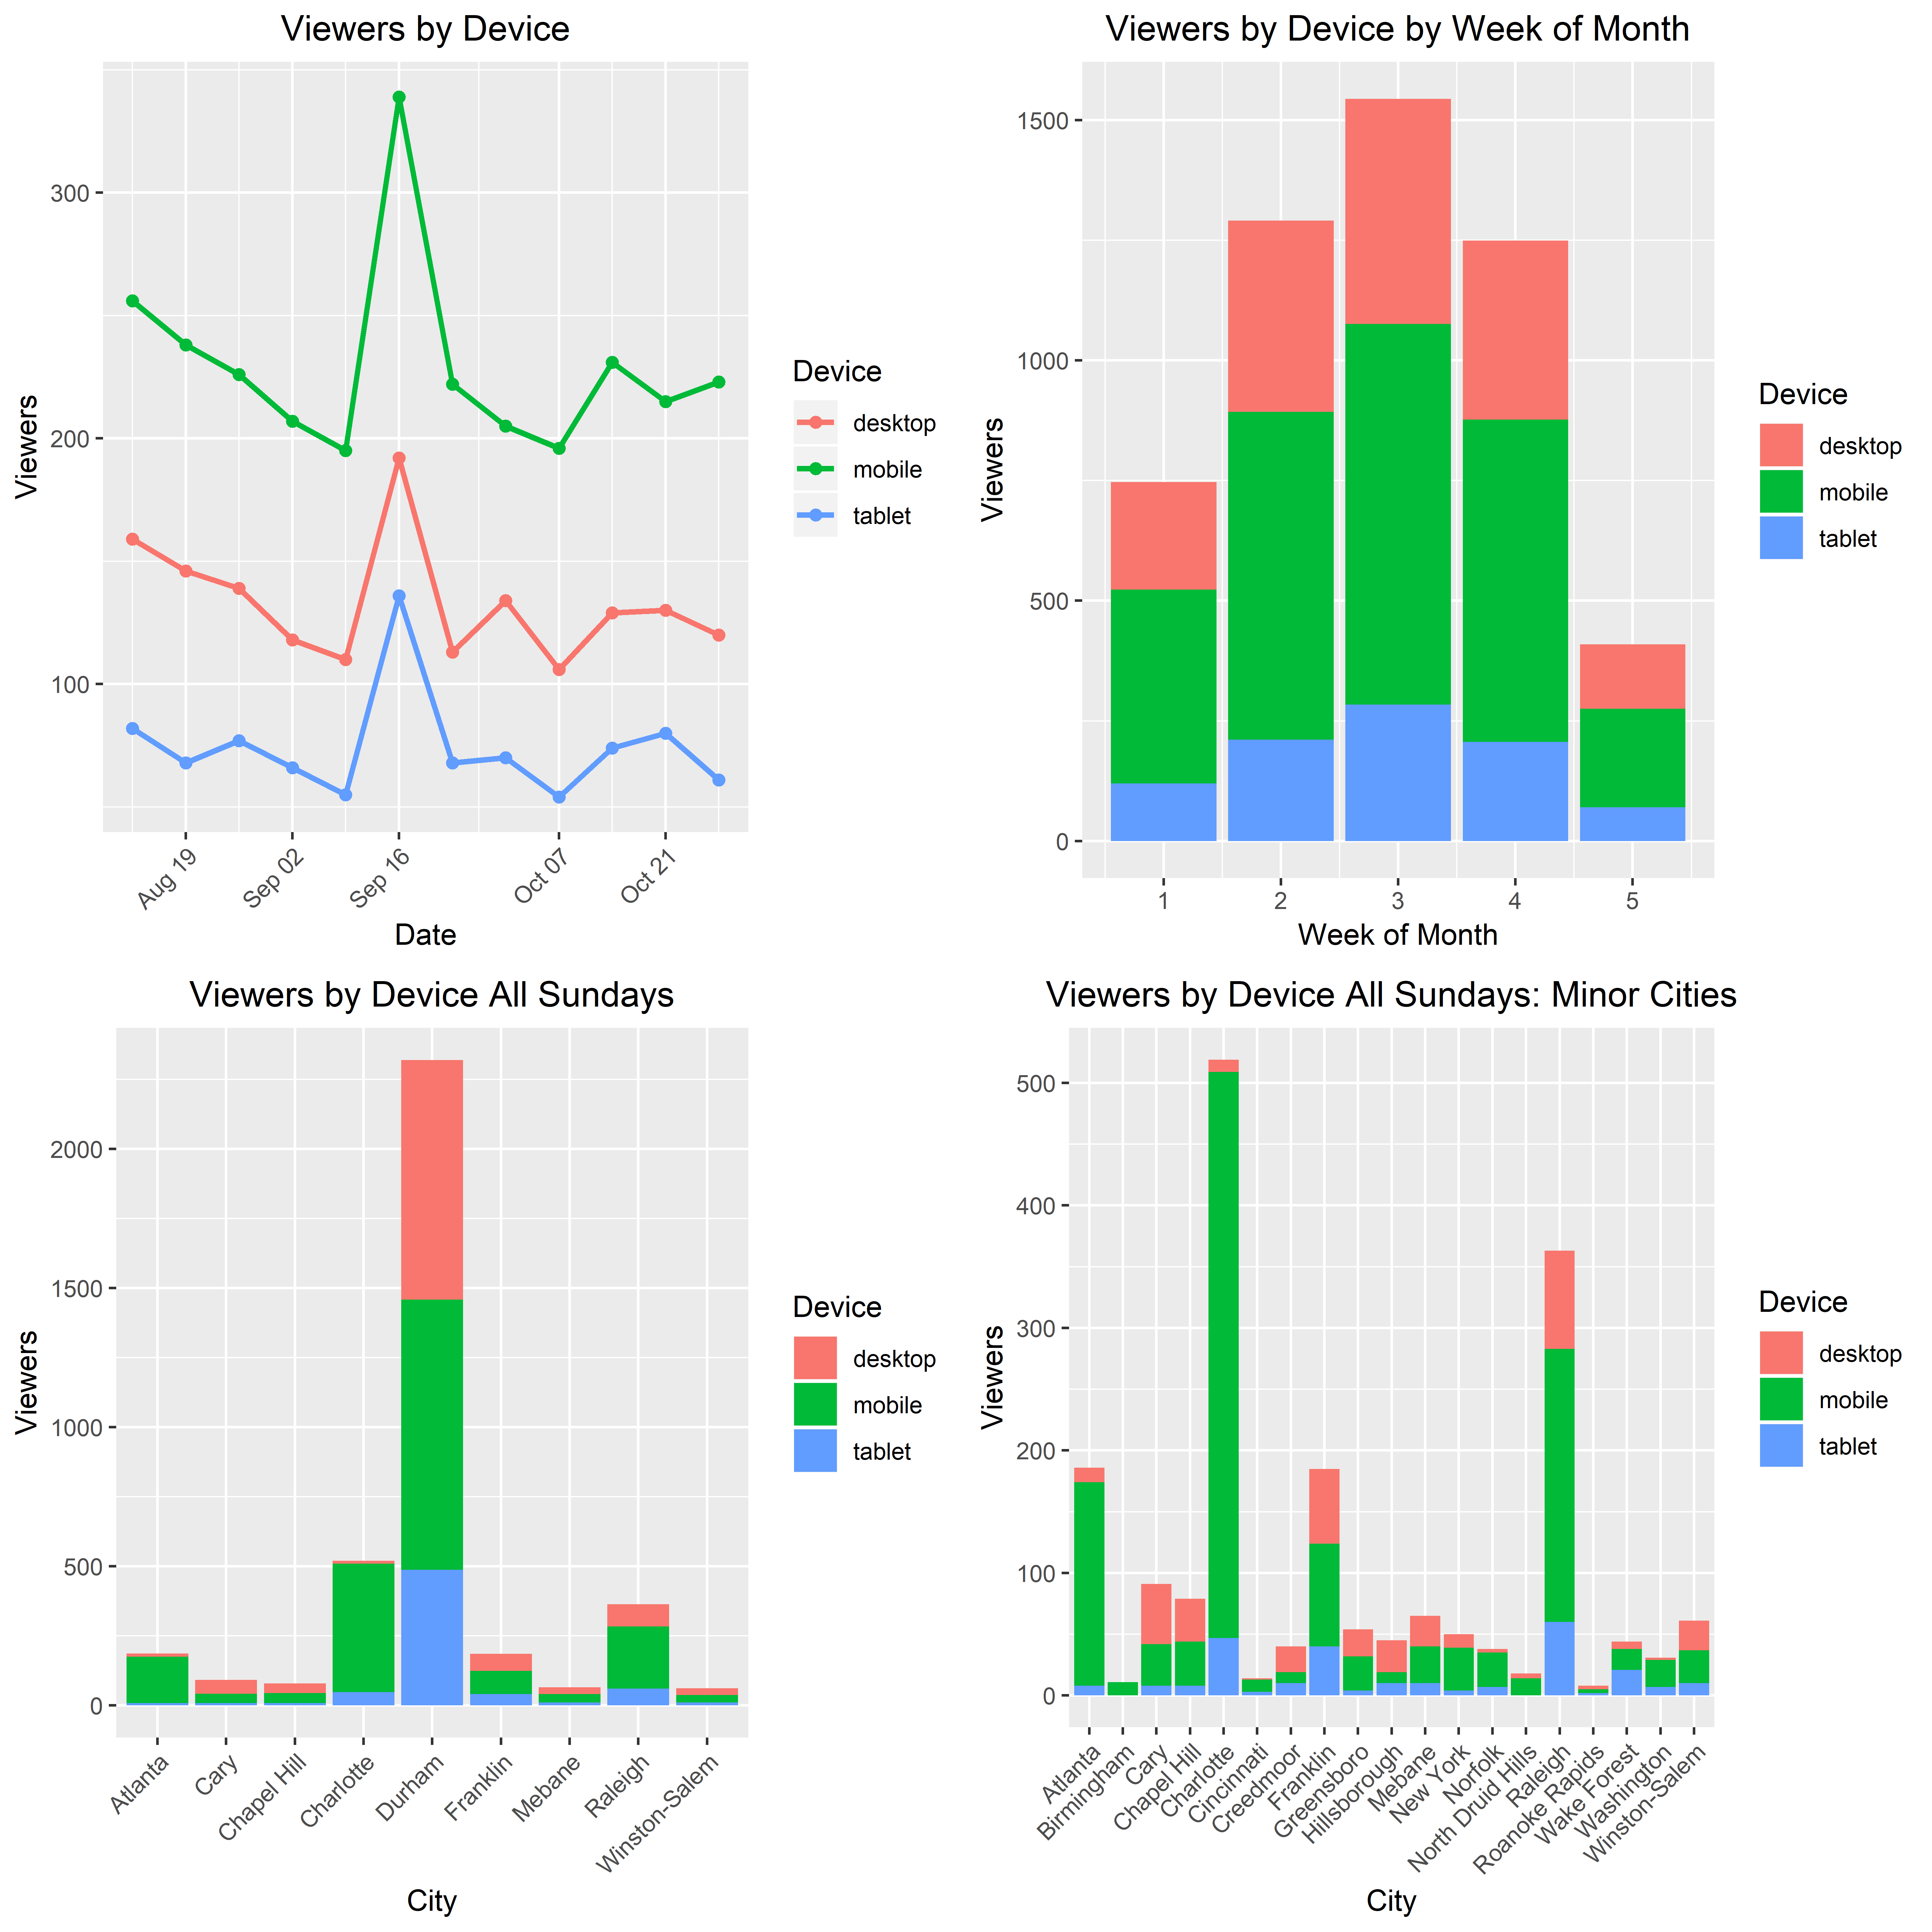 Viewers by Device
Viewers
300
200
100
Aug 19
Sep 02
Sep 16
Oct 07
Oct 21
Date
Device
desktop
mobile
tablet
Viewers by Device by Week of Month
Viewers
1500
1000
500
0
1
2
3
4
5
Week of Month
Device
desktop
mobile
tablet
Viewers by Device All Sundays
Viewers
2000
1500
1000
500
0
Atlanta
Cary
Chapel Hill
Charlotte
Durham
Franklin
Mebane
Raleigh
Winston-Salem
City
Device
desktop
mobile
tablet
Viewers by Device All Sundays: Minor Cities
Viewers
500
400
300
200
100
0
Atlanta
Birmingham
Cary
Chapel Hill
Charlotte
Cincinnati
Creedmoor
Franklin
Greensboro
Hillsborough
Mebane
New York
Norfolk
North Druid Hills
Raleigh
Roanoke Rapids
Wake Forest
Washington
Winston-Salem
City
Device
desktop
mobile
tablet